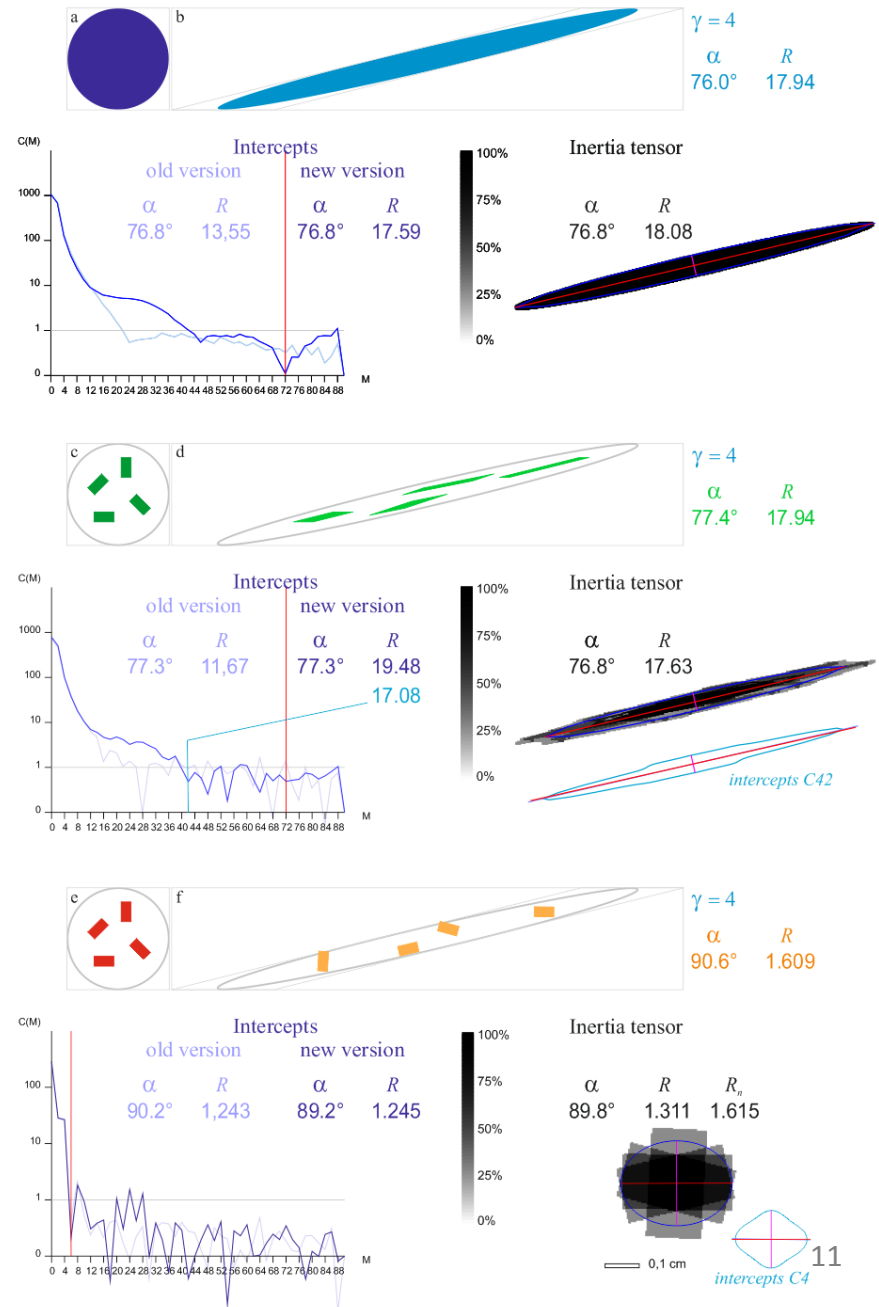 a b γ = 4
α R
76.0° 17.94
C(M) Intercepts 100% Inertia tensor
old version new version
1000 α R α R 75% α R
76.8° 13,55 76.8° 17.59 76.8° 18.08
100 50%
10 25%
1 0%
0
0 4 8 12 16 20 24 28 32 36 40 44 48 52 56 60 64 68 72 76 80 84 88 M
c d γ = 4
α R
77.4° 17.94
C(M) Intercepts 100% Inertia tensor
old version new version
1000 α R α R 75% α R
77.3° 11,67 77.3° 19.48 76.8° 17.63
100 17.08 50%
10 25%
1 0% intercepts C42
0
0 4 8 12 16 20 24 28 32 36 40 44 48 52 56 60 64 68 72 76 80 84 88 M
e f γ = 4
α R
90.6° 1.609
C(M) Intercepts 100% Inertia tensor
old version new version
100 α R α R 75% α R Rn
90.2° 1,243 89.2° 1.245 89.8° 1.311 1.615
10 50%
1 25%
0 0%
0 4 8 12 16 20 24 28 32 36 40 44 48 52 56 60 64 68 72 76 80 84 88 M
0,1 cm 11
intercepts C4